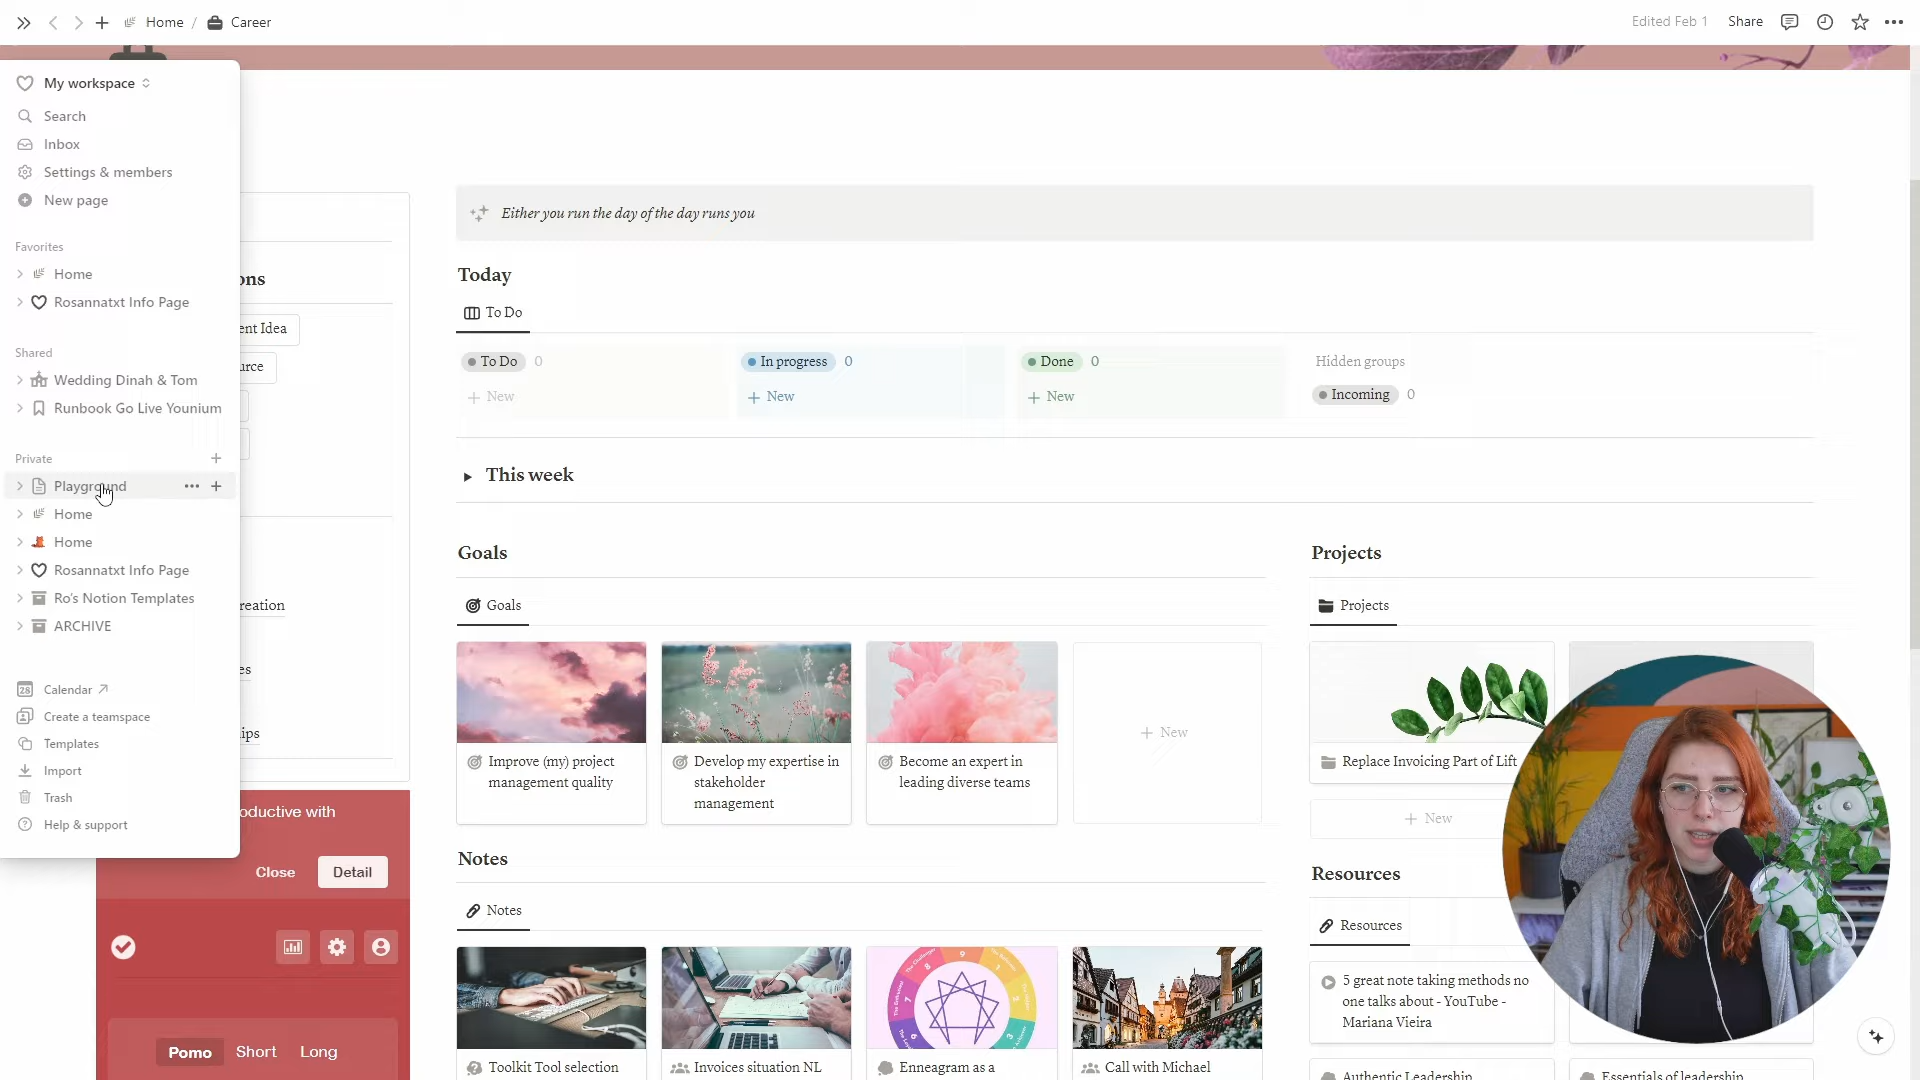 Home / Career
Edited Feb 1 Share
My workspace
Search
Inbox
Settings & members
New page
Favorites
Home
Rosannatxt Info Page
Shared
Wedding Dinah & Tom
Runbook Go Live Younium
Private
Playground
Home
Home
Rosannatxt Info Page
Ro's Notion Templates
ARCHIVE
28 Calendar
Create a teamspace
Templates
Import
Trash
Help & support
ons
ent Idea
urce
reation
es
ips
oductive with
Close Detail
Pomo Short Long
Either you run the day of the day runs you
Today
To Do
To Do 0
+ New
In progress 0
+ New
Done 0
+ New
Hidden groups
Incoming 0
This week
Goals
Goals
Improve (my) project
management quality
Develop my expertise in
stakeholder
management
Become an expert in
leading diverse teams
+ New
Notes
Notes
Toolkit Tool selection
Invoices situation NL
Enneagram as a
Call with Michael
Projects
Projects
Replace Invoicing Part of Lift
+ New
Resources
Resources
5 great note taking methods no
one talks about - YouTube -
Mariana Vieira
Authentic Leadership
Essentials of leadership